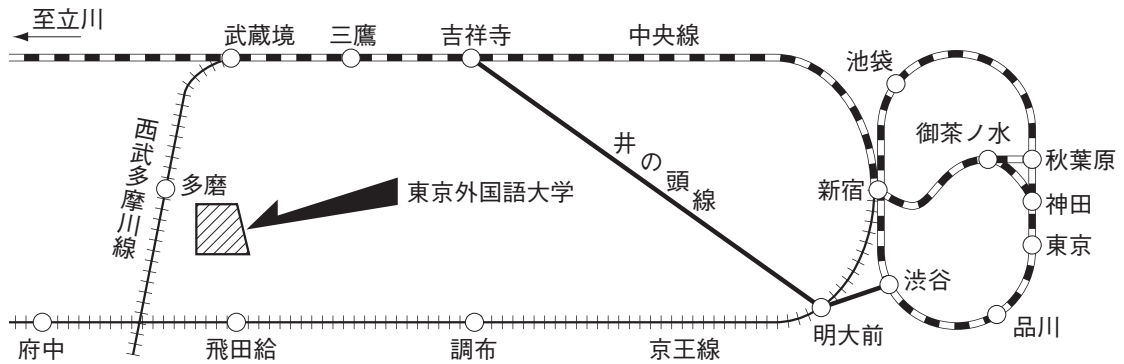 至立川
武蔵境
三鷹
吉祥寺
中央線
池袋
御茶ノ水
秋葉原
井の頭線
西武多摩川線
多磨
東京外国語大学
新宿
神田
東京
渋谷
品川
明大前
府中
飛田給
調布
京王線